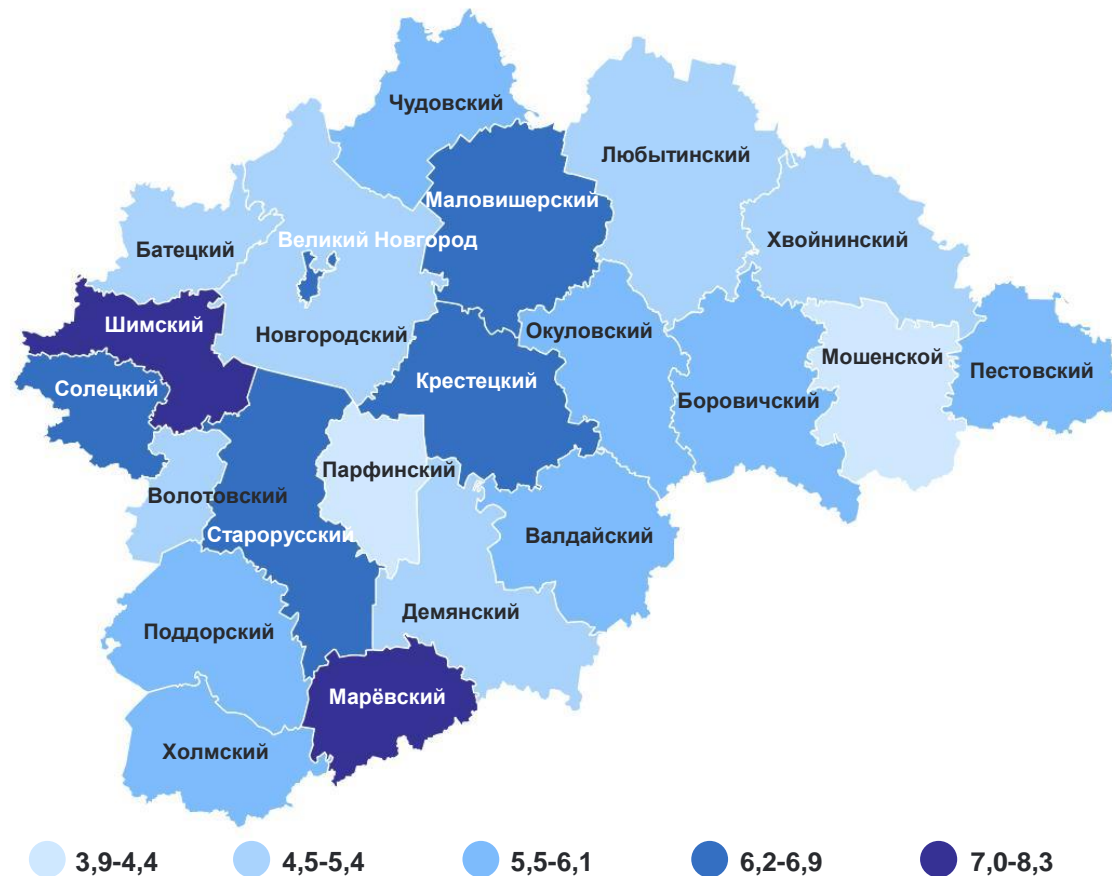 Чудовский
Любытинский
Маловишерский
Великий Новгород
Хвойнинский
Батецкий
Шимский
Новгородский
Окуловский
Мошенской
Пестовский
Солецкий
Крестецкий
Боровичский
Парфинский
Волотовский
Старорусский
Валдайский
Демянский
Поддорский
Марёвский
Холмский
3,9-4,4 4,5-5,4 5,5-6,1 6,2-6,9 7,0-8,3